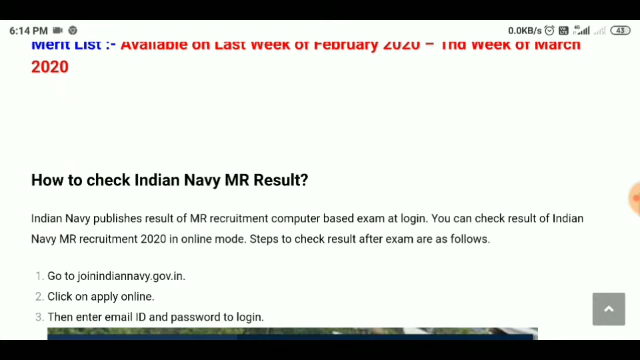 6:14 PM
0.0KB/s
4G
43
Merit List :- Available on Last Week of February 2020 – Thd Week of March
2020
How to check Indian Navy MR Result?
Indian Navy publishes result of MR recruitment computer based exam at login. You can check result of Indian
Navy MR recruitment 2020 in online mode. Steps to check result after exam are as follows.
1. Go to joinindiannavy.gov.in.
2. Click on apply online.
3. Then enter email ID and password to login.